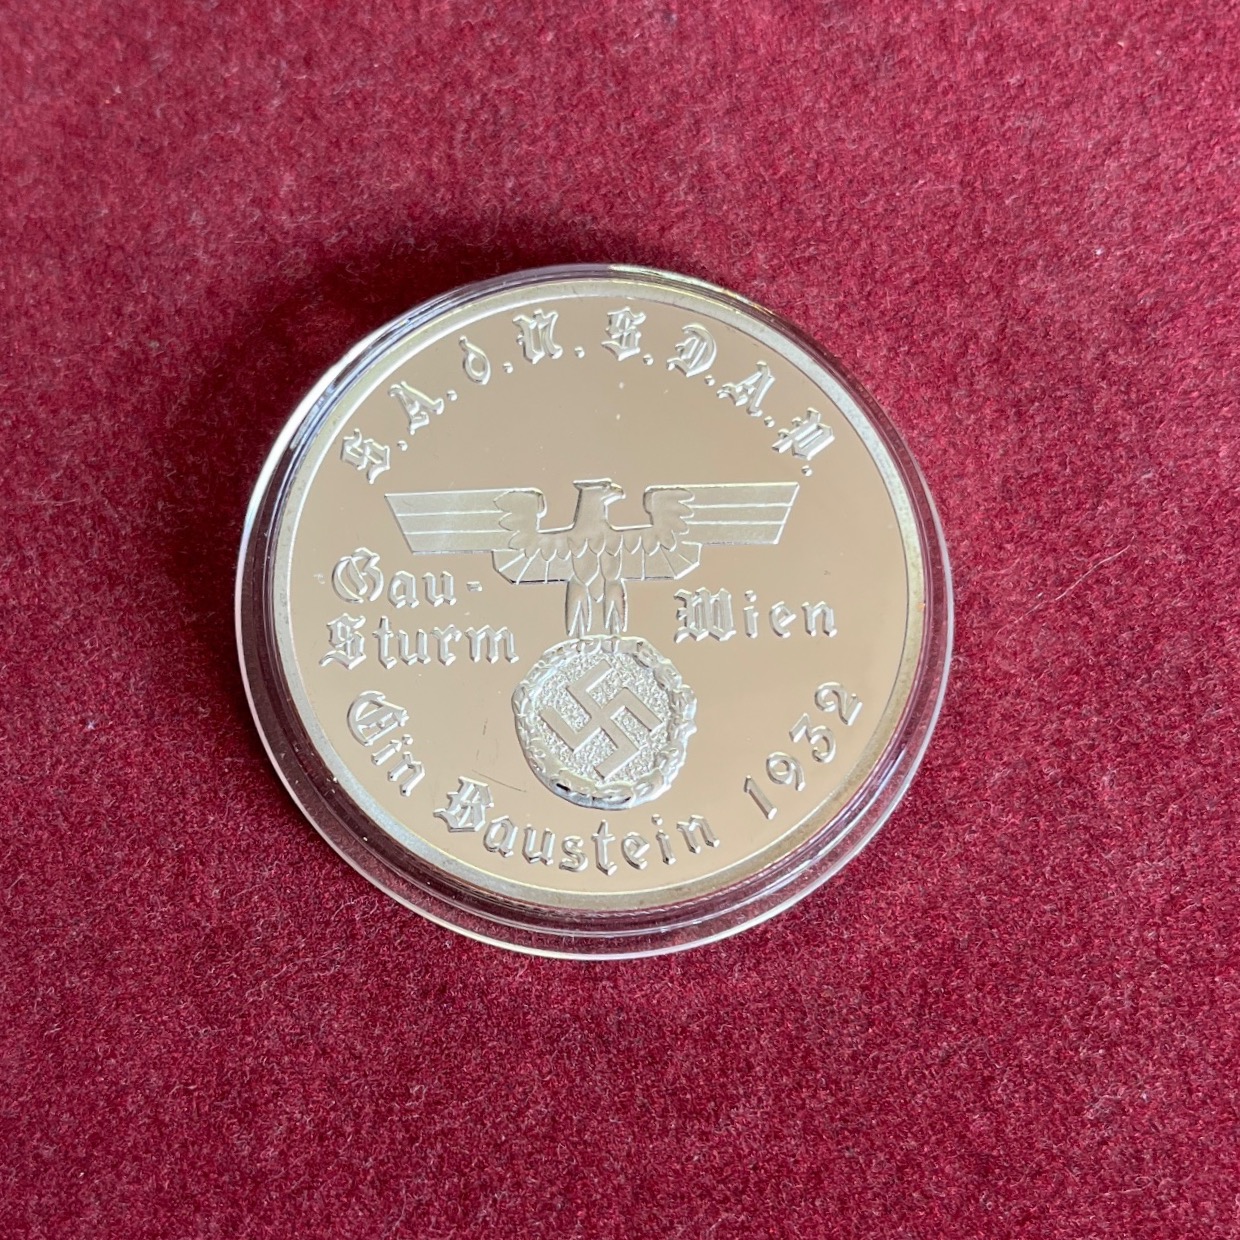 S.A.d.N.S.D.A.P.
Gau-
Sturm
Wien
Ein Baustein 1932